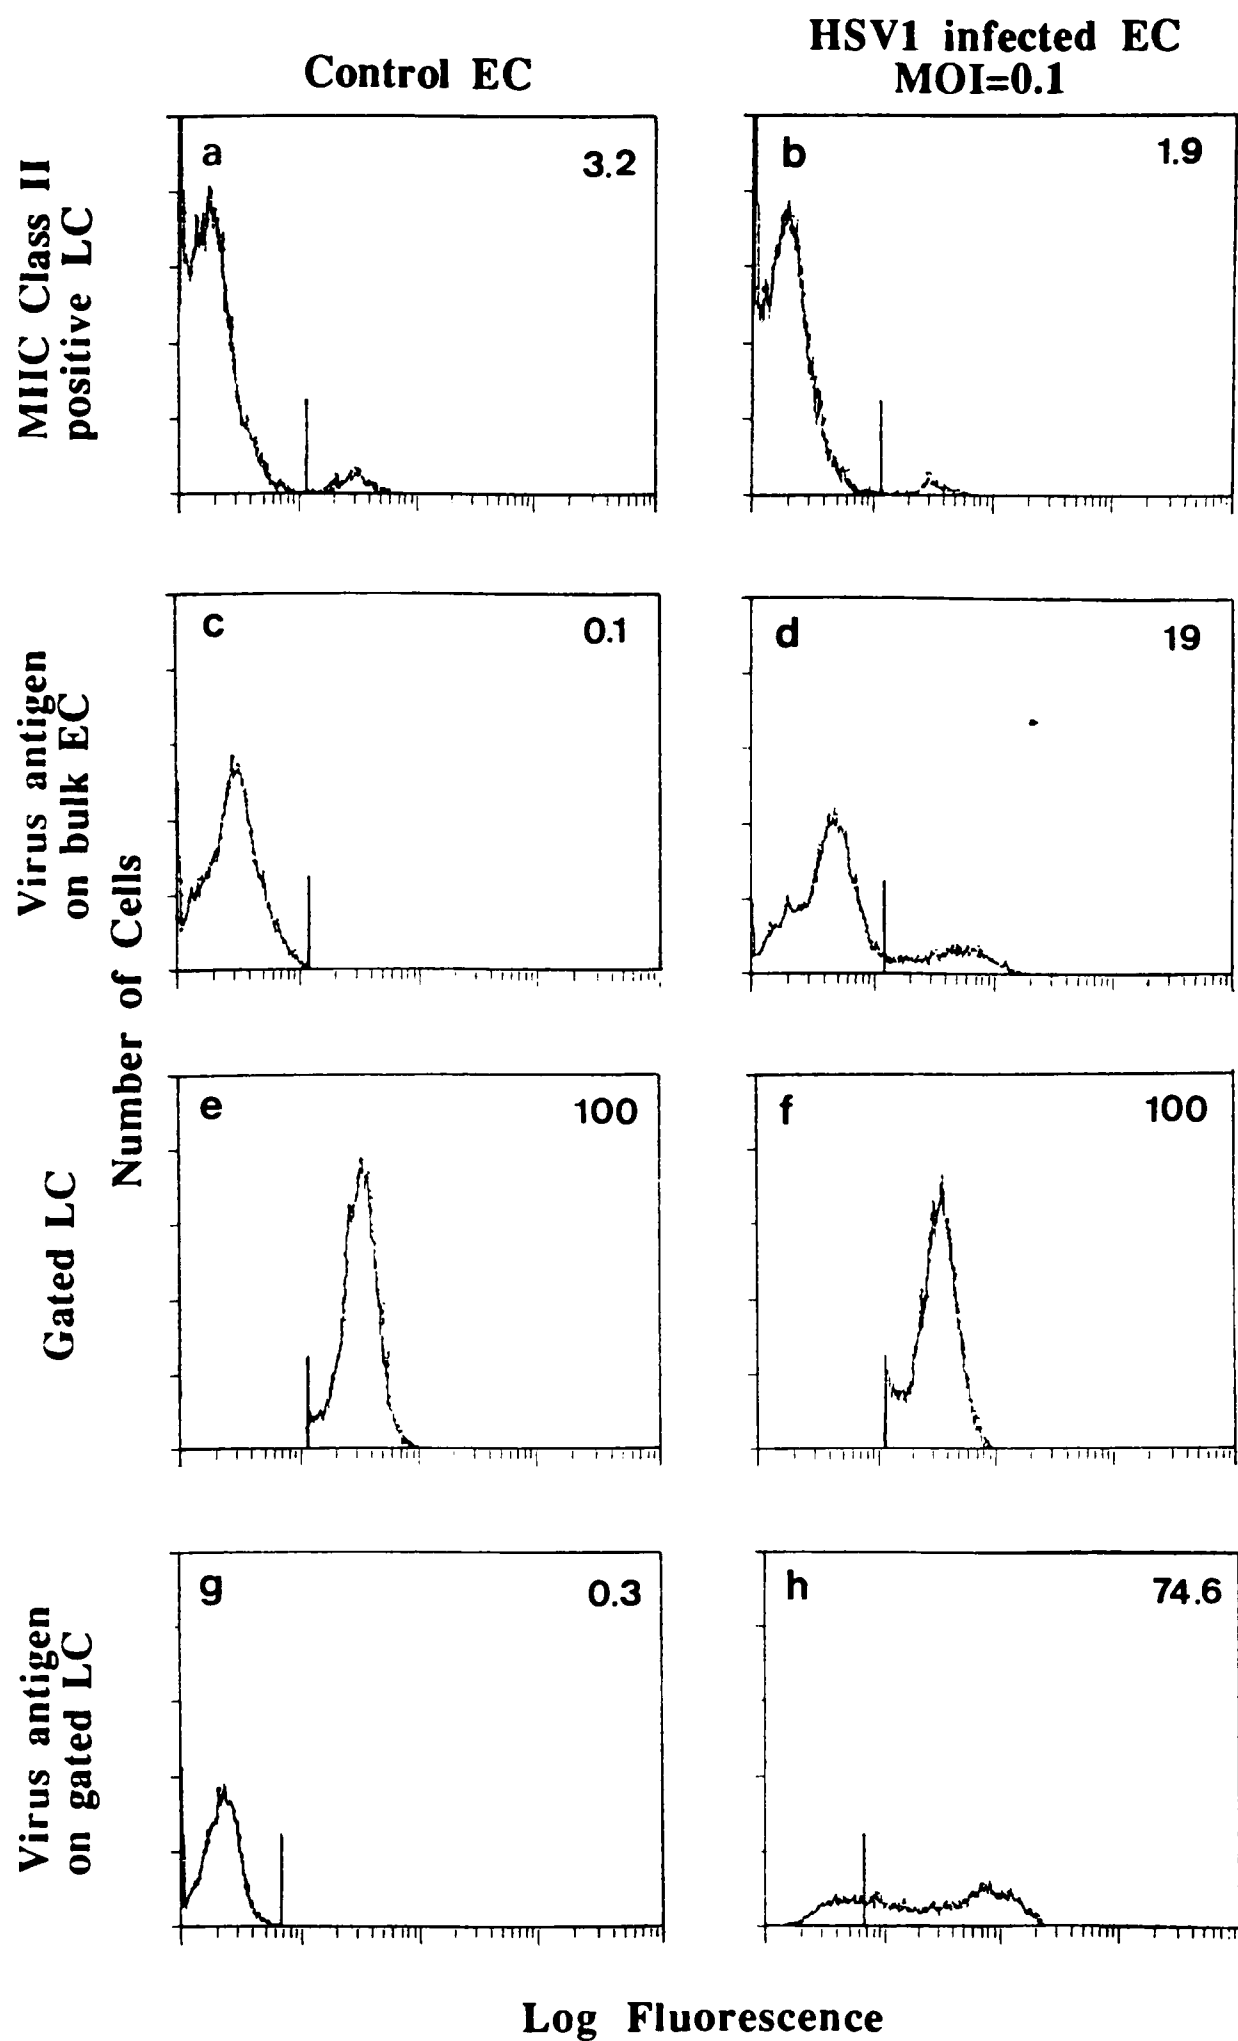 Control EC
HSV1 infected EC
MOI=0.1
MHC Class II
positive LC
a
3.2
b
1.9
Virus antigen
on bulk EC
c
0.1
d
19
Number of Cells
Gated LC
e
100
f
100
Virus antigen
on gated LC
g
0.3
h
74.6
Log Fluorescence